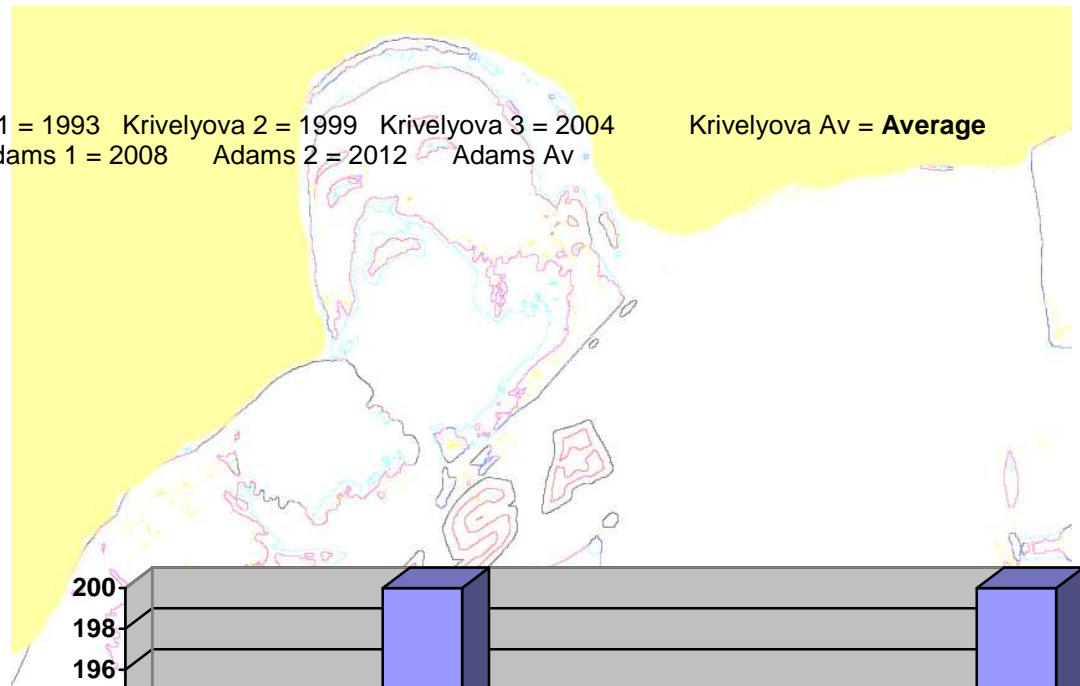 1 = 1993 Krivelyova 2 = 1999 Krivelyova 3 = 2004 Krivelyova Av = Average
dams 1 = 2008 Adams 2 = 2012 Adams Av
SA
200
198
196